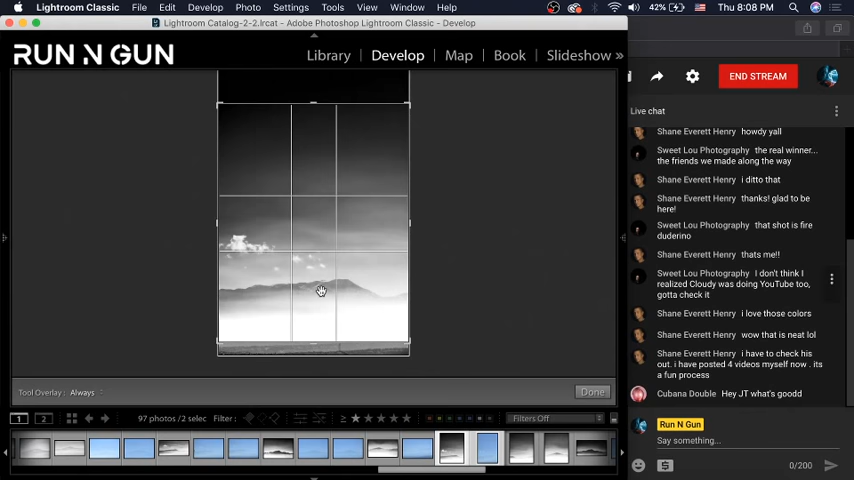 Lightroom Classic File Edit Develop Photo Settings Tools View Window Help 42% Thu 7:08 PM
Lightroom Catalog-2-2.lrcat - Adobe Photoshop Lightroom Classic - Develop
RUN N GUN
Library | Develop | Map | Book | Slideshow »
END STREAM
Live chat
Shane Everett Henry howdy yall
Sweet Lou Photography the real winner...
the friends we made along the way
Shane Everett Henry i ditto that
Shane Everett Henry thanks! glad to be
here!
Sweet Lou Photography that shot is fire
duderino
Shane Everett Henry thats me!!
Sweet Lou Photography I don't think I
realized Cloudy was doing YouTube too,
gotta check it
Shane Everett Henry i love those colors
Shane Everett Henry wow that is neat lol
Shane Everett Henry i have to check his
out. i have posted 4 videos myself now . its
a fun process
Cubana Double Hey JT what's goodd
Run N Gun
Say something...
0/200
Tool Overlay : Always
Done
1 2 97 photos /2 selec Filter : Filters Off